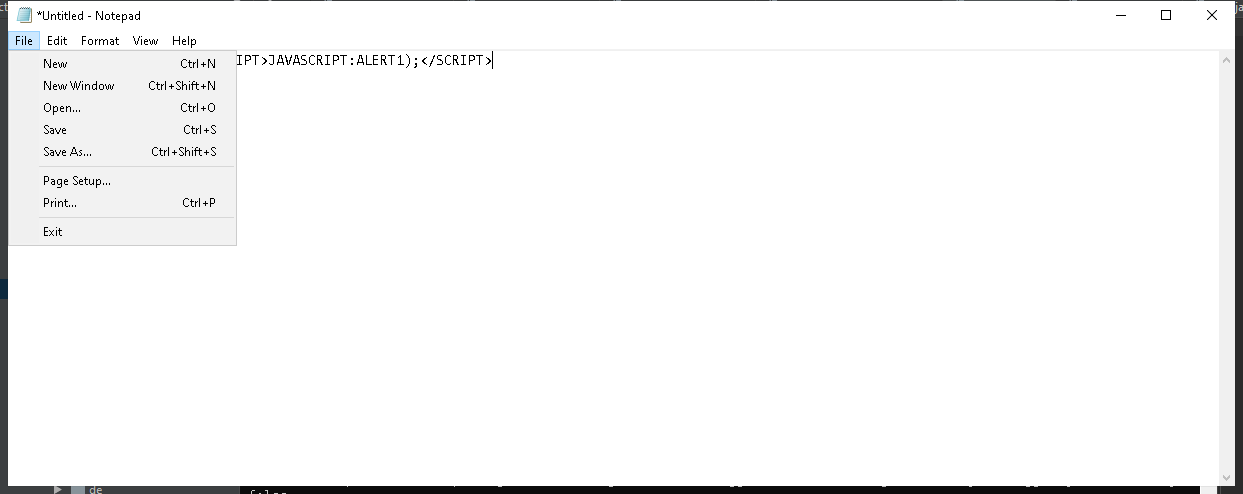 *Untitled - Notepad
File Edit Format View Help
IPT>JAVASCRIPT:ALERT1);</SCRIPT>
New Ctrl+N
New Window Ctrl+Shift+N
Open... Ctrl+O
Save Ctrl+S
Save As... Ctrl+Shift+S
Page Setup...
Print... Ctrl+P
Exit
de